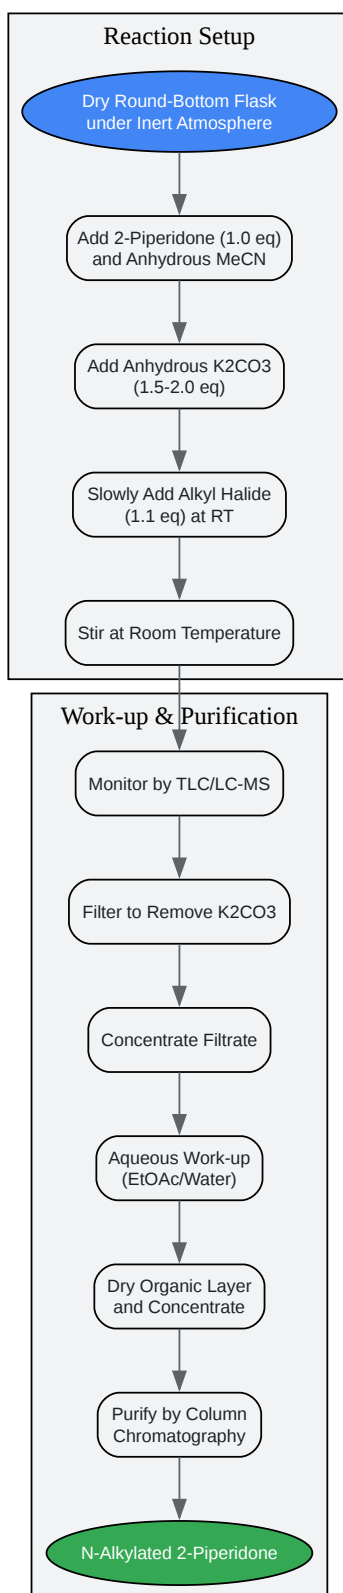 Reaction Setup
Dry Round-Bottom Flask
under Inert Atmosphere
Add 2-Piperidone (1.0 eq)
and Anhydrous MeCN
Add Anhydrous K2CO3
(1.5-2.0 eq)
Slowly Add Alkyl Halide
(1.1 eq) at RT
Stir at Room Temperature
Work-up & Purification
Monitor by TLC/LC-MS
Filter to Remove K2CO3
Concentrate Filtrate
Aqueous Work-up
(EtOAc/Water)
Dry Organic Layer
and Concentrate
Purify by Column
Chromatography
N-Alkylated 2-Piperidone